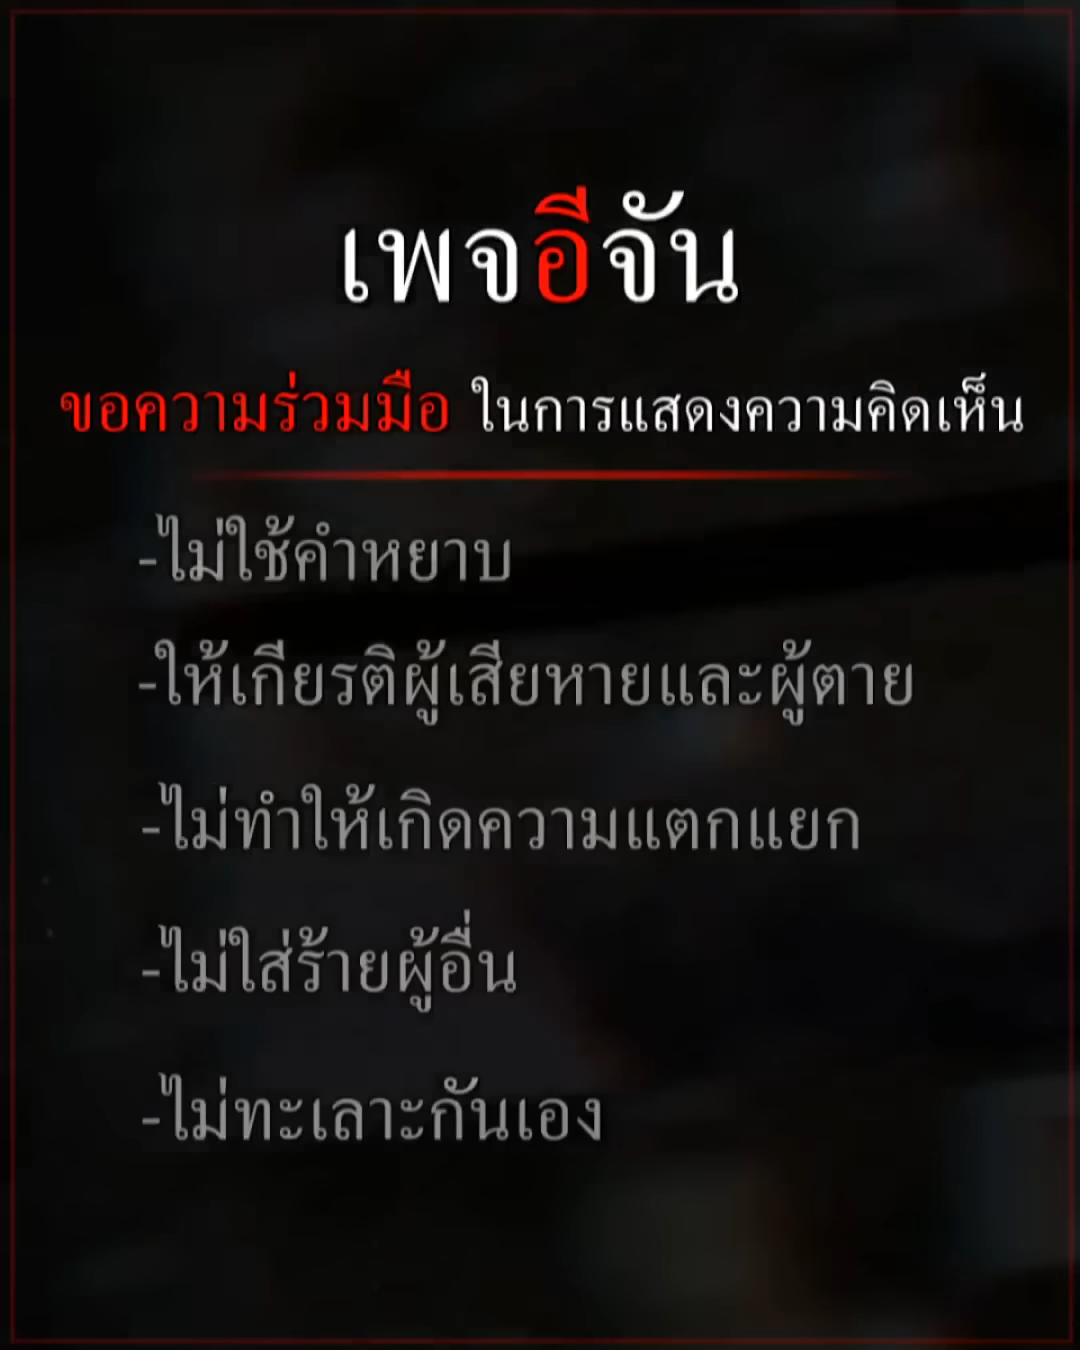 เพจอีจัน
ขอความร่วมมือ ในการแสดงความคิดเห็น
-ไม่ใช้คำหยาบ
-ให้เกียรติผู้เสียหายและผู้ตาย
-ไม่ทำให้เกิดความแตกแยก
-ไม่ใส่ร้ายผู้อื่น
-ไม่ทะเลาะกันเอง